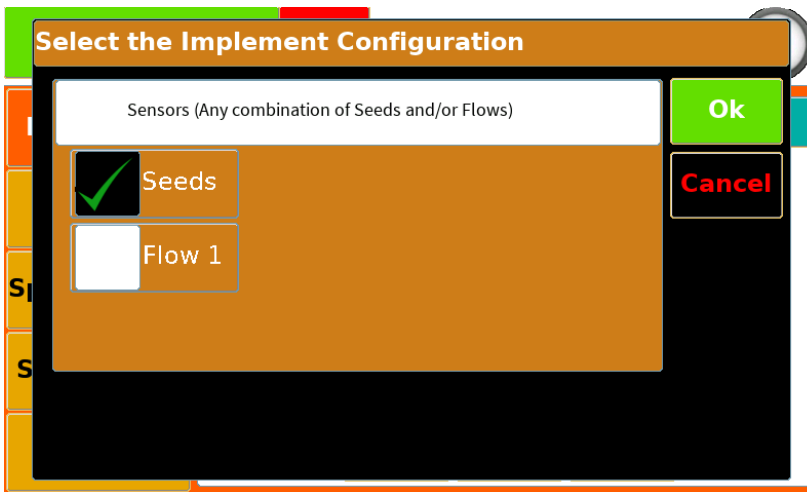 Select the Implement Configuration
Sensors (Any combination of Seeds and/or Flows)
Ok
Seeds
Cancel
Flow 1